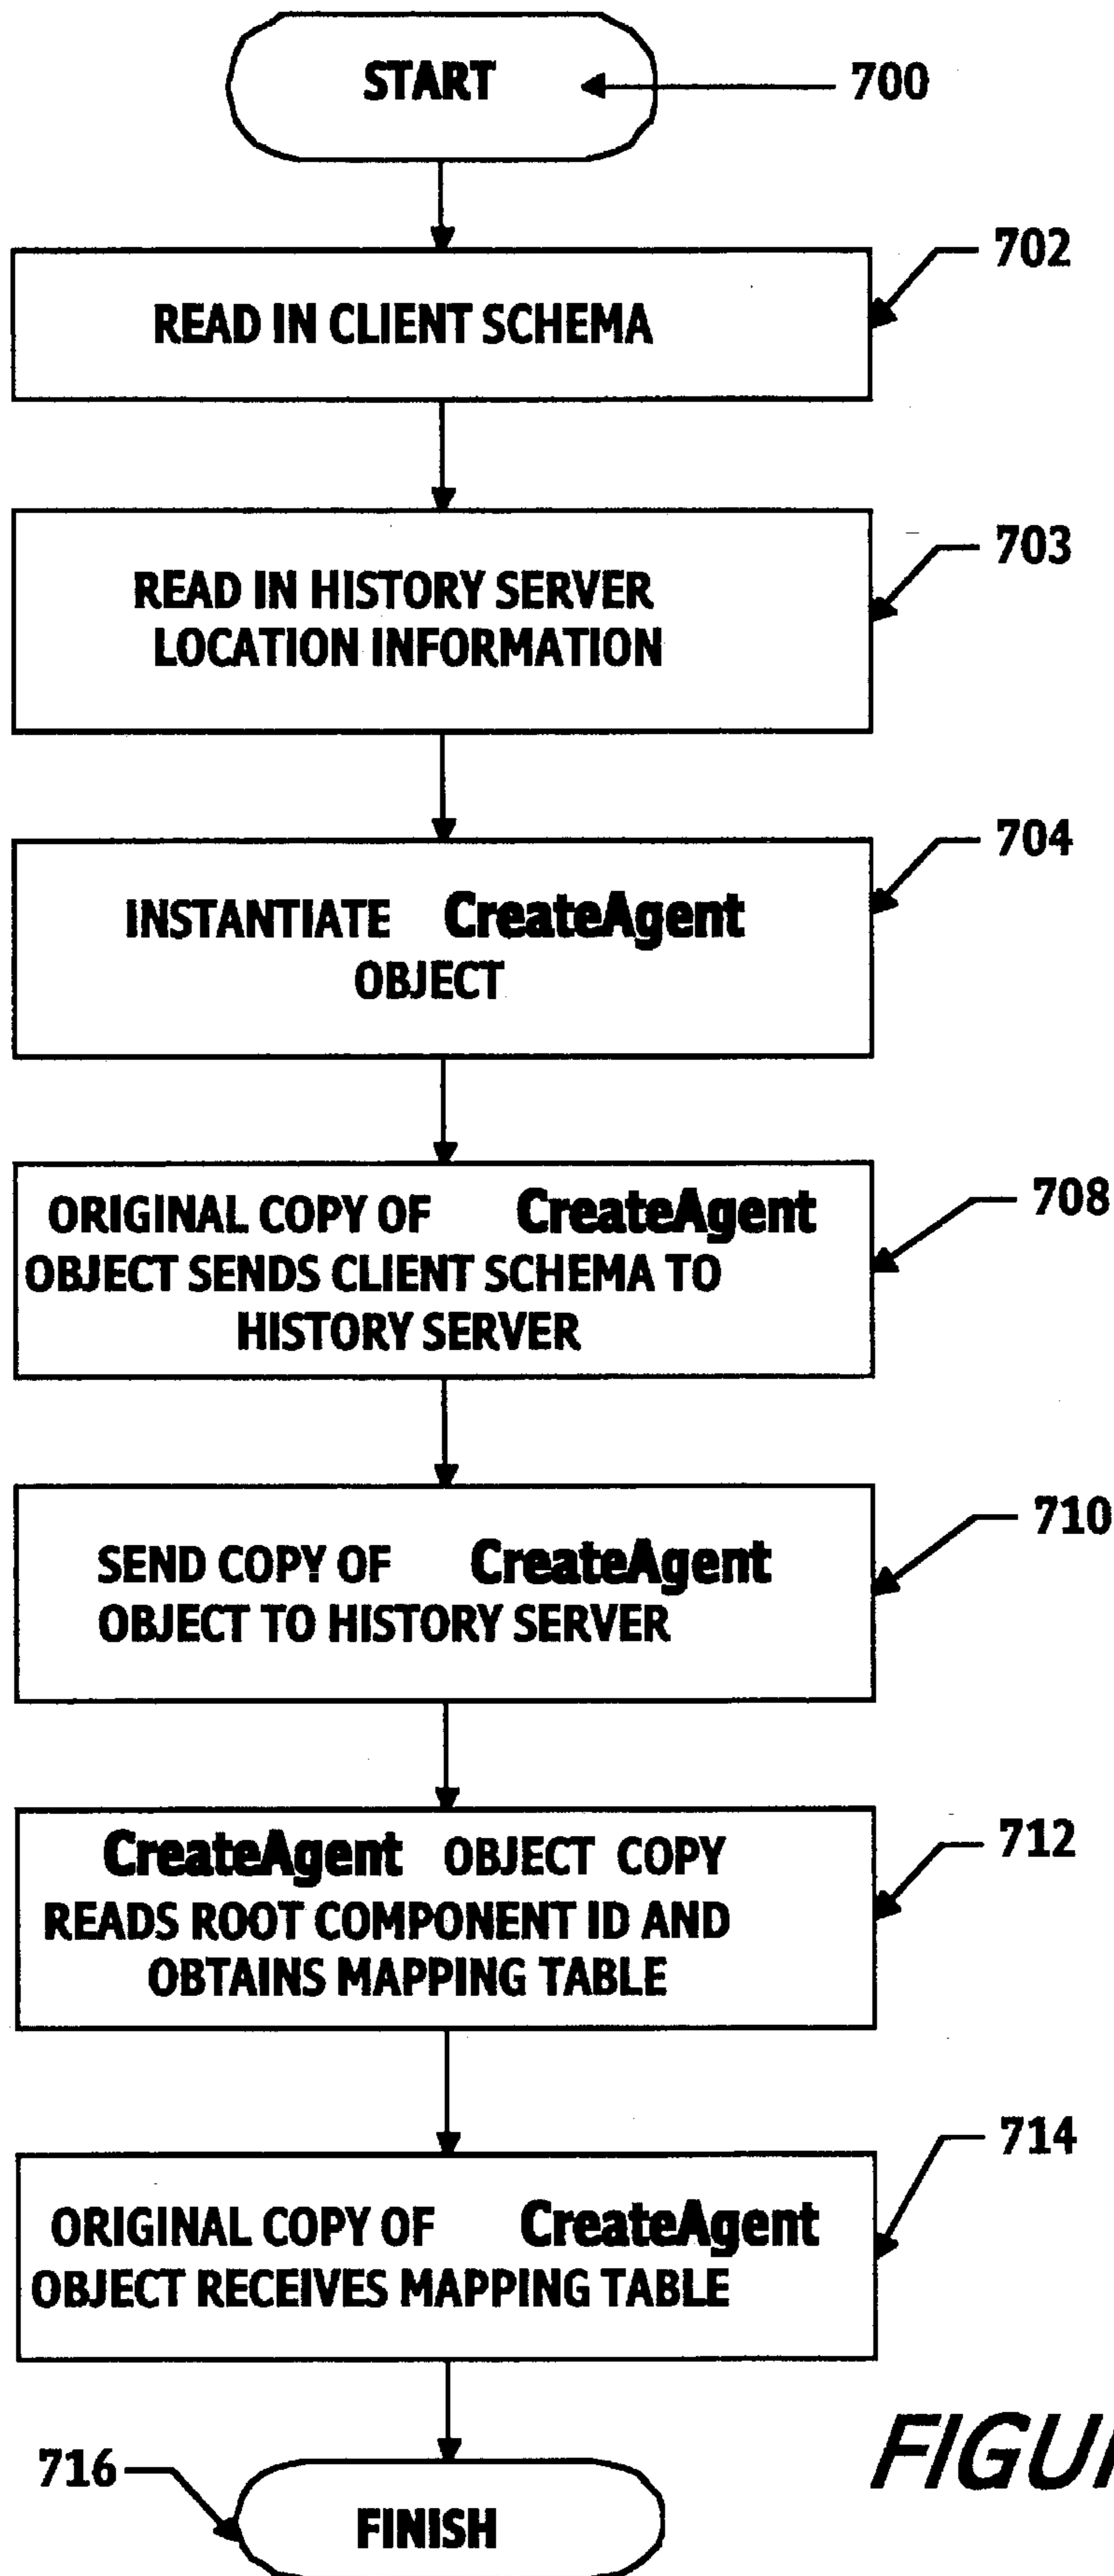 START
700
702
READ IN CLIENT SCHEMA
703
READ IN HISTORY SERVER
LOCATION INFORMATION
704
INSTANTIATE CreateAgent
OBJECT
708
ORIGINAL COPY OF CreateAgent
OBJECT SENDS CLIENT SCHEMA TO
HISTORY SERVER
710
SEND COPY OF CreateAgent
OBJECT TO HISTORY SERVER
712
CreateAgent OBJECT COPY
READS ROOT COMPONENT ID AND
OBTAINS MAPPING TABLE
714
ORIGINAL COPY OF CreateAgent
OBJECT RECEIVES MAPPING TABLE
716
FINISH